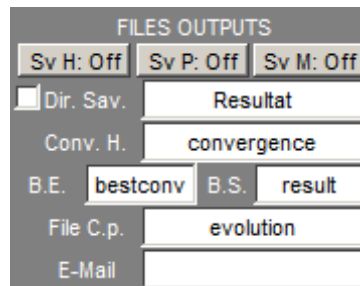 FILES OUTPUTS
Sv H: Off Sv P: Off Sv M: Off
Dir. Sav. Resultat
Conv. H. convergence
B.E. bestconv B.S. result
File C.p. evolution
E-Mail